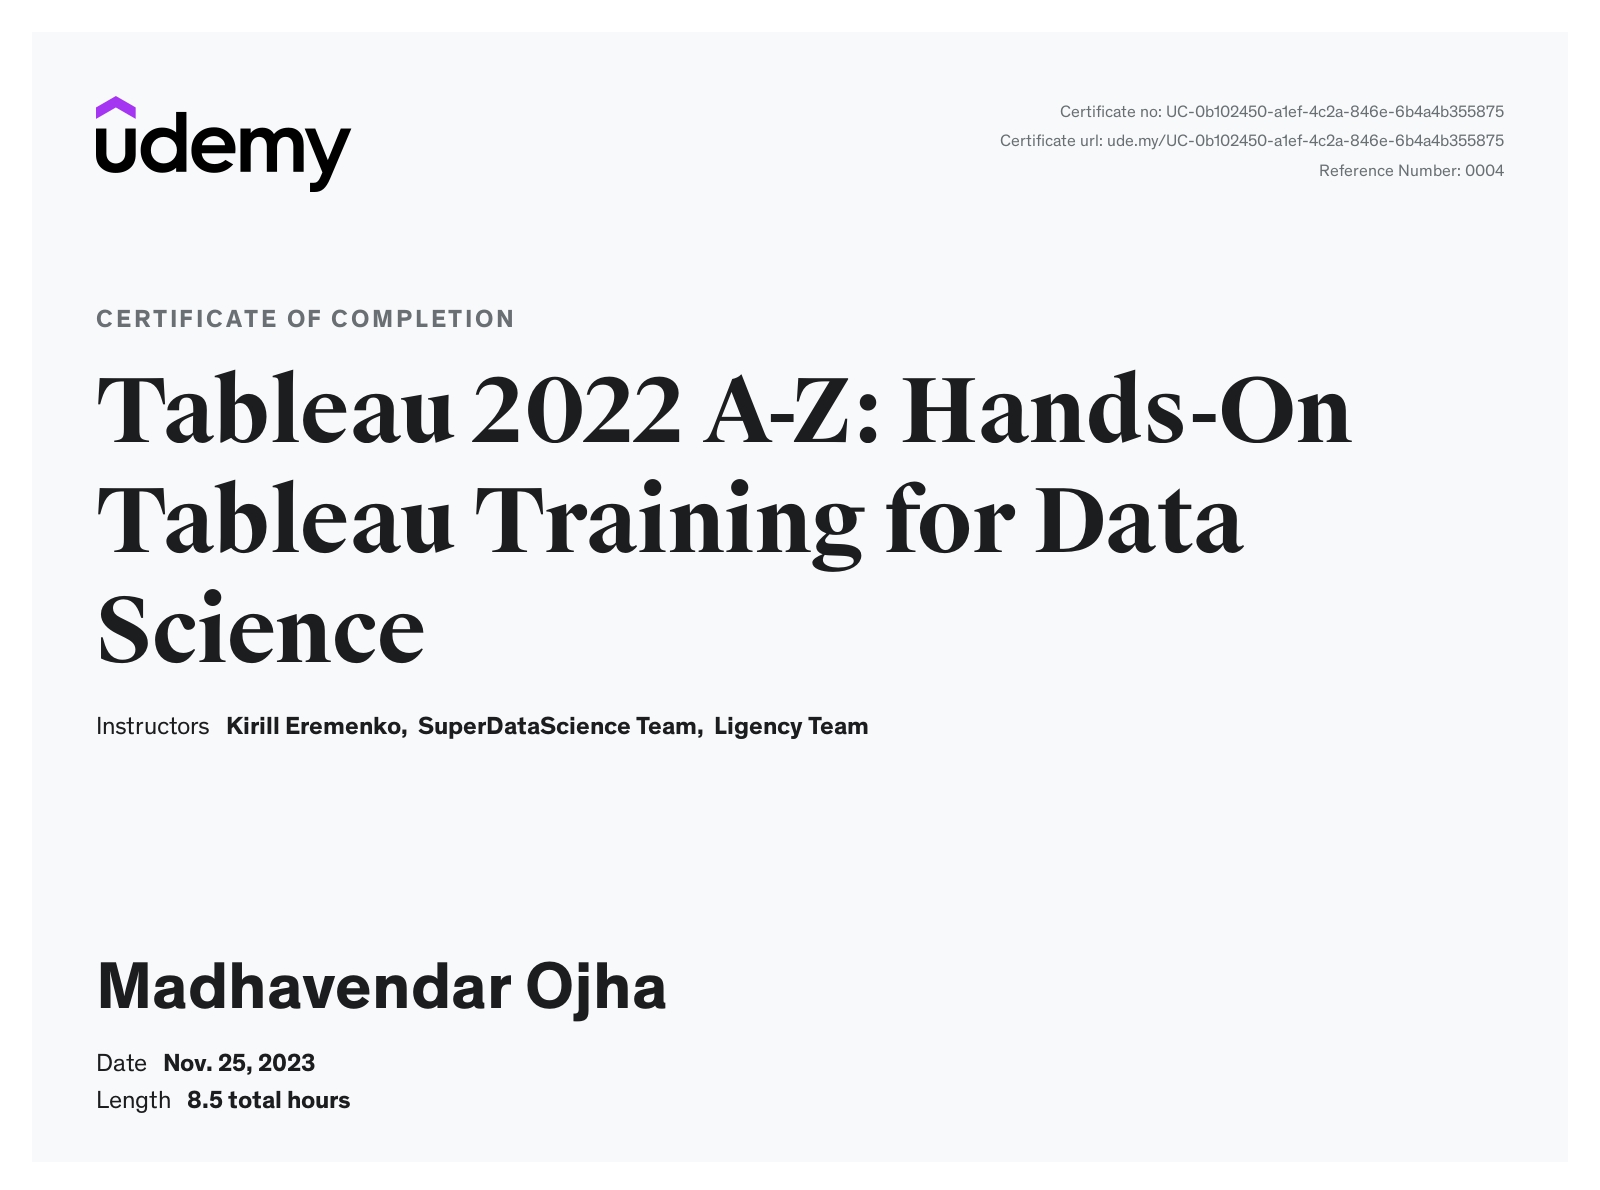 udemy
Certificate no: UC-0b102450-a1ef-4c2a-846e-6b4a4b355875
Certificate url: ude.my/UC-0b102450-a1ef-4c2a-846e-6b4a4b355875
Reference Number: 0004
CERTIFICATE OF COMPLETION
Tableau 2022 A-Z: Hands-On
Tableau Training for Data
Science
Instructors Kirill Eremenko, SuperDataScience Team, Ligency Team
Madhavendar Ojha
Date Nov. 25, 2023
Length 8.5 total hours